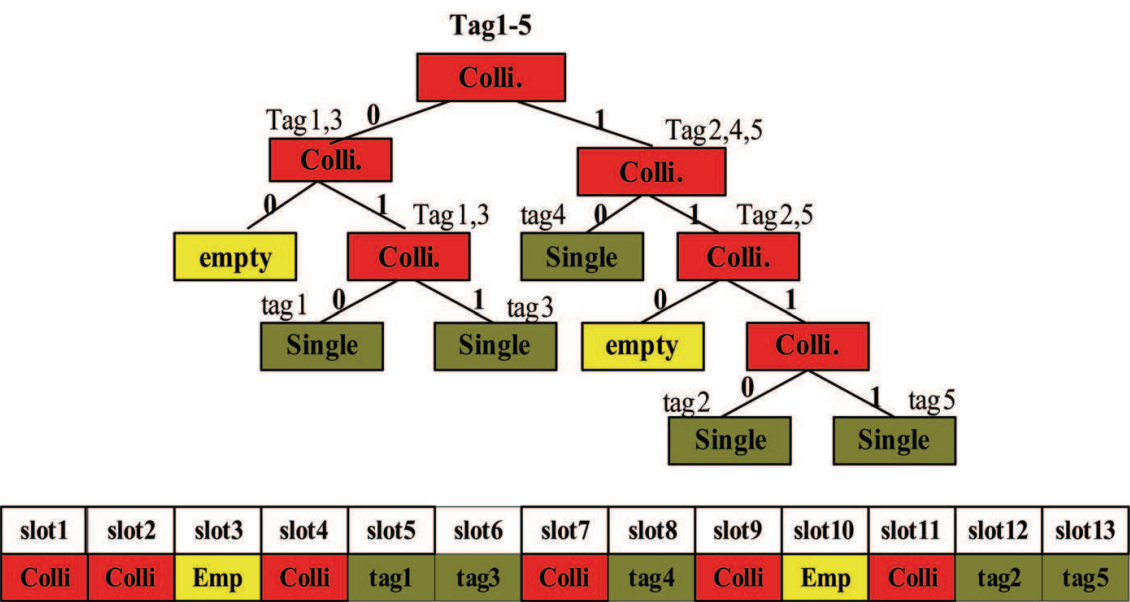 Tag1-5
Colli.
Tag1,3 0 1 Tag2,4,5
Colli. Colli.
0 1 Tag1,3 tag4 0 1 Tag2,5
empty Colli. Single Colli.
tag1 0 1 tag3 0 1
Single Single empty Colli.
tag2 0 1 tag5
Single Single
slot1 slot2 slot3 slot4 slot5 slot6 slot7 slot8 slot9 slot10 slot11 slot12 slot13
Colli Colli Emp Colli tag1 tag3 Colli tag4 Colli Emp Colli tag2 tag5